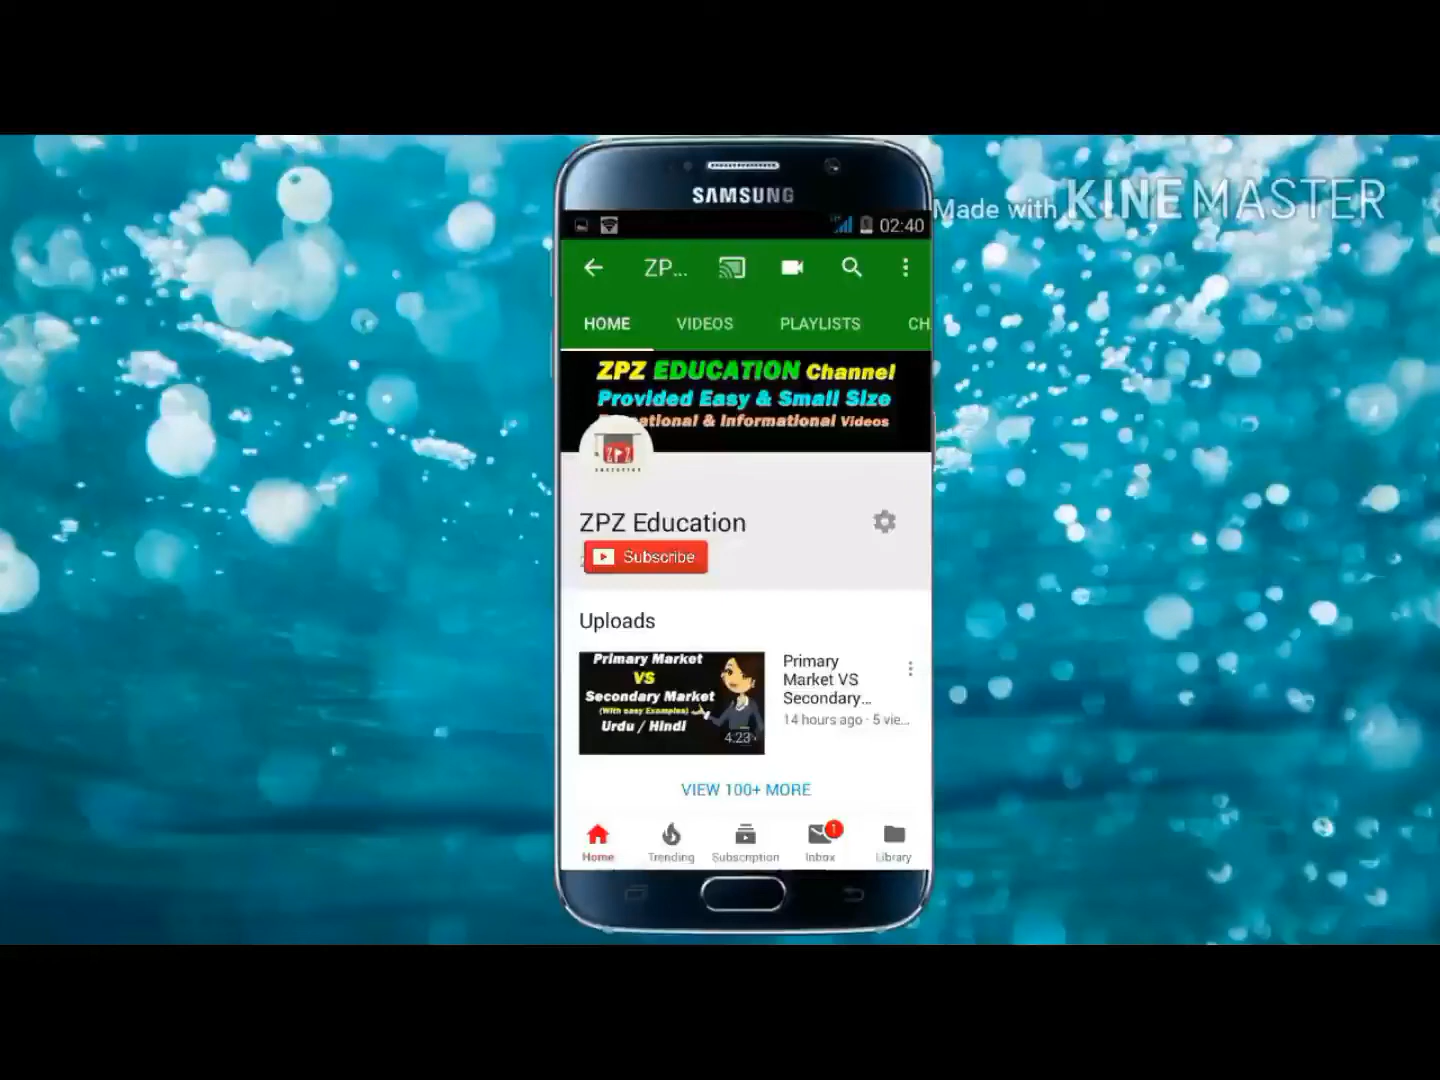 SAMSUNG
Made with KINEMASTER
02:40
ZP...
HOME VIDEOS PLAYLISTS CH
ZPZ EDUCATION Channel
Provided Easy & Small Size
& Informational Videos
ZPZ
ZPZ Education
Subscribe
Uploads
Primary Market
VS
Secondary Market
(With easy Examples)
Urdu / Hindi
4:23
Primary
Market VS
Secondary...
14 hours ago · 5 vie...
VIEW 100+ MORE
1
Home Trending Subscription Inbox Library